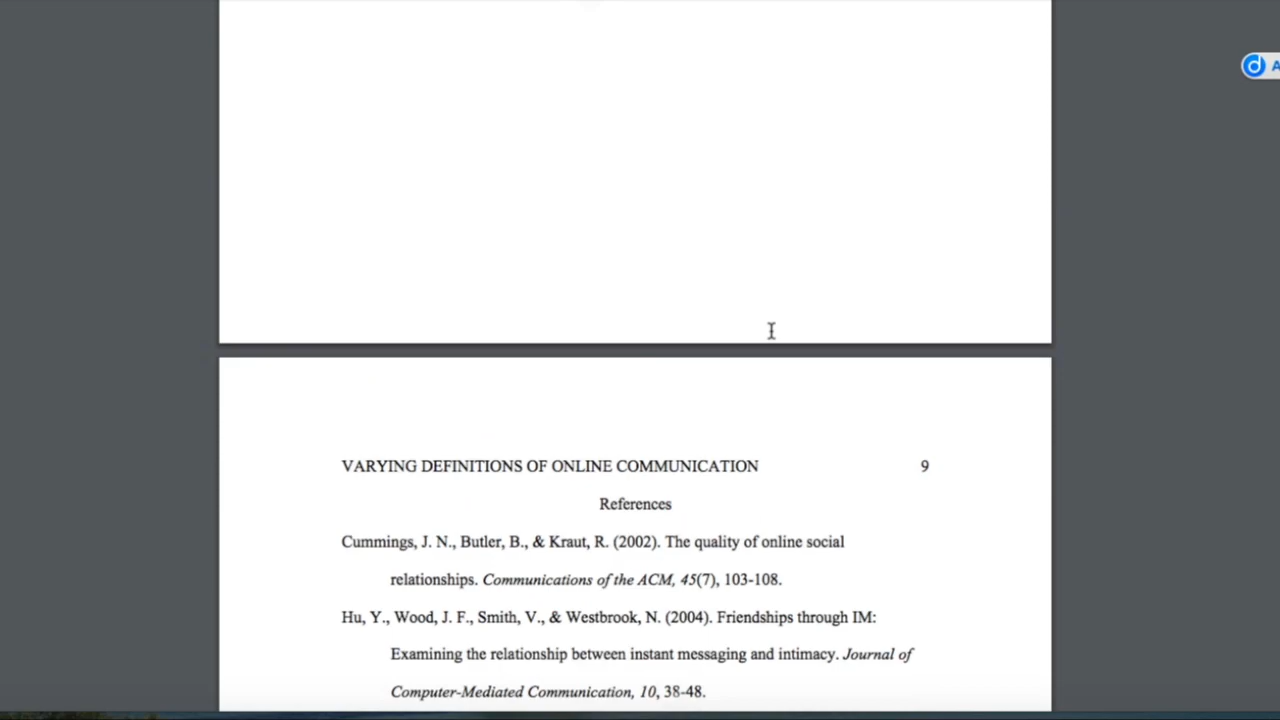 A
VARYING DEFINITIONS OF ONLINE COMMUNICATION 9
References
Cummings, J. N., Butler, B., & Kraut, R. (2002). The quality of online social
relationships. Communications of the ACM, 45(7), 103-108.
Hu, Y., Wood, J. F., Smith, V., & Westbrook, N. (2004). Friendships through IM:
Examining the relationship between instant messaging and intimacy. Journal of
Computer-Mediated Communication, 10, 38-48.